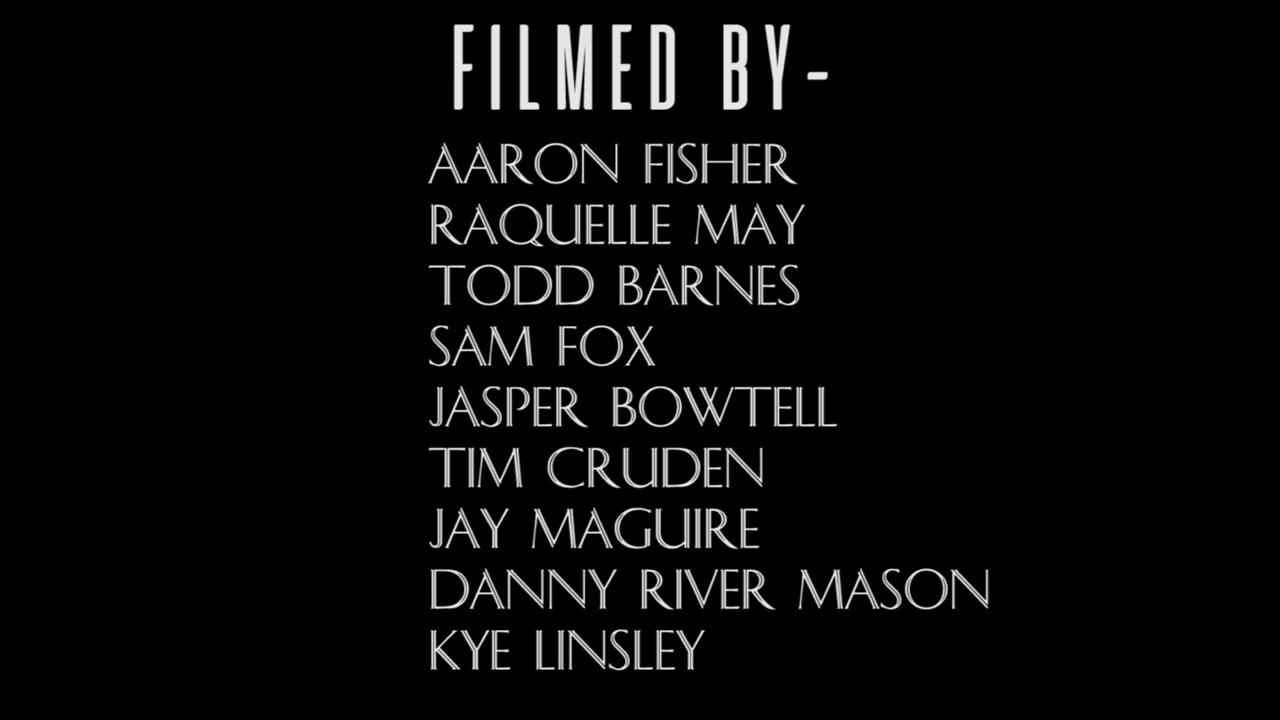 FILMED BY-
AARON FISHER
RAQUELLE MAY
TODD BARNES
SAM FOX
JASPER BOWTELL
TIM CRUDEN
JAY MAGUIRE
DANNY RIVER MASON
KYE LINSLEY